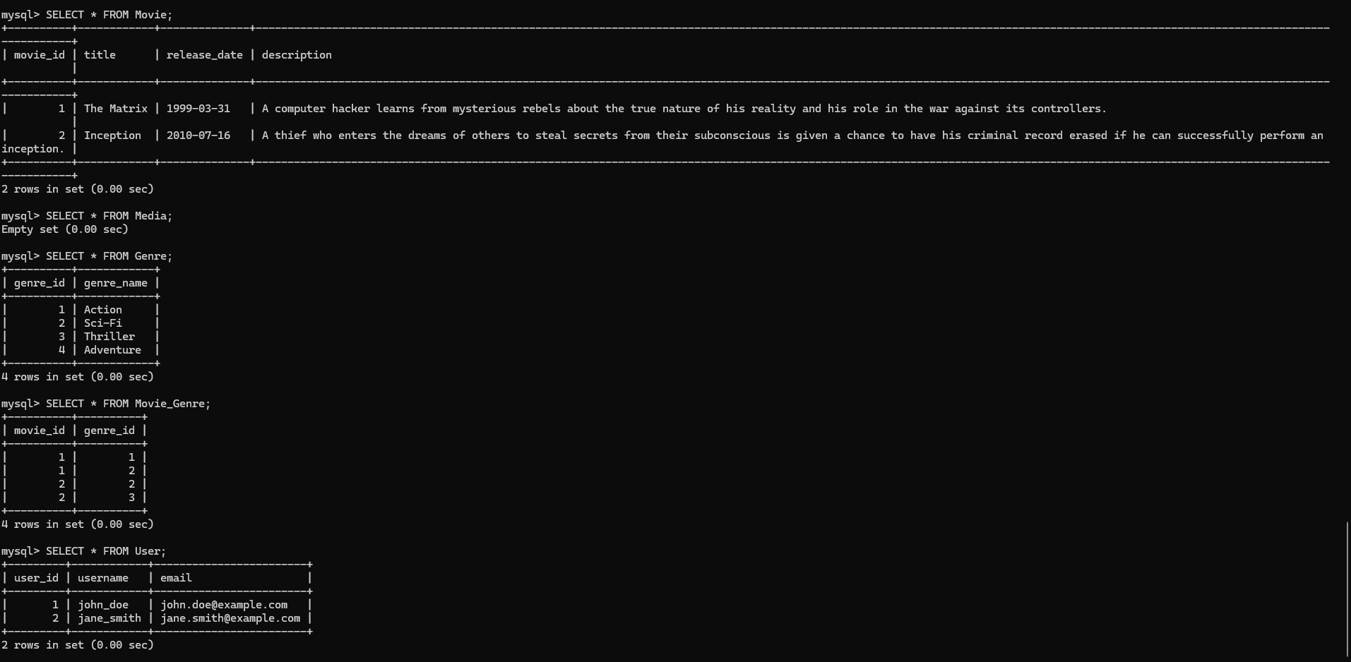 mysql> SELECT * FROM Movie;
+----------+------------+--------------+-------------------------------------------------------------------------------------------------------------------------------------------------------------------------
-----------+
| movie_id | title      | release_date | description
           |
+----------+------------+--------------+-------------------------------------------------------------------------------------------------------------------------------------------------------------------------
-----------+
|        1 | The Matrix | 1999-03-31   | A computer hacker learns from mysterious rebels about the true nature of his reality and his role in the war against its controllers.
           |
|        2 | Inception  | 2010-07-16   | A thief who enters the dreams of others to steal secrets from their subconscious is given a chance to have his criminal record erased if he can successfully perform an
inception. |
+----------+------------+--------------+-------------------------------------------------------------------------------------------------------------------------------------------------------------------------
-----------+
2 rows in set (0.00 sec)

mysql> SELECT * FROM Media;
Empty set (0.00 sec)

mysql> SELECT * FROM Genre;
+----------+------------+
| genre_id | genre_name |
+----------+------------+
|        1 | Action     |
|        2 | Sci-Fi     |
|        3 | Thriller   |
|        4 | Adventure  |
+----------+------------+
4 rows in set (0.00 sec)

mysql> SELECT * FROM Movie_Genre;
+----------+----------+
| movie_id | genre_id |
+----------+----------+
|        1 |        1 |
|        1 |        2 |
|        2 |        2 |
|        2 |        3 |
+----------+----------+
4 rows in set (0.00 sec)

mysql> SELECT * FROM User;
+---------+------------+------------------------+
| user_id | username   | email                  |
+---------+------------+------------------------+
|       1 | john_doe   | john.doe@example.com   |
|       2 | jane_smith | jane.smith@example.com |
+---------+------------+------------------------+
2 rows in set (0.00 sec)